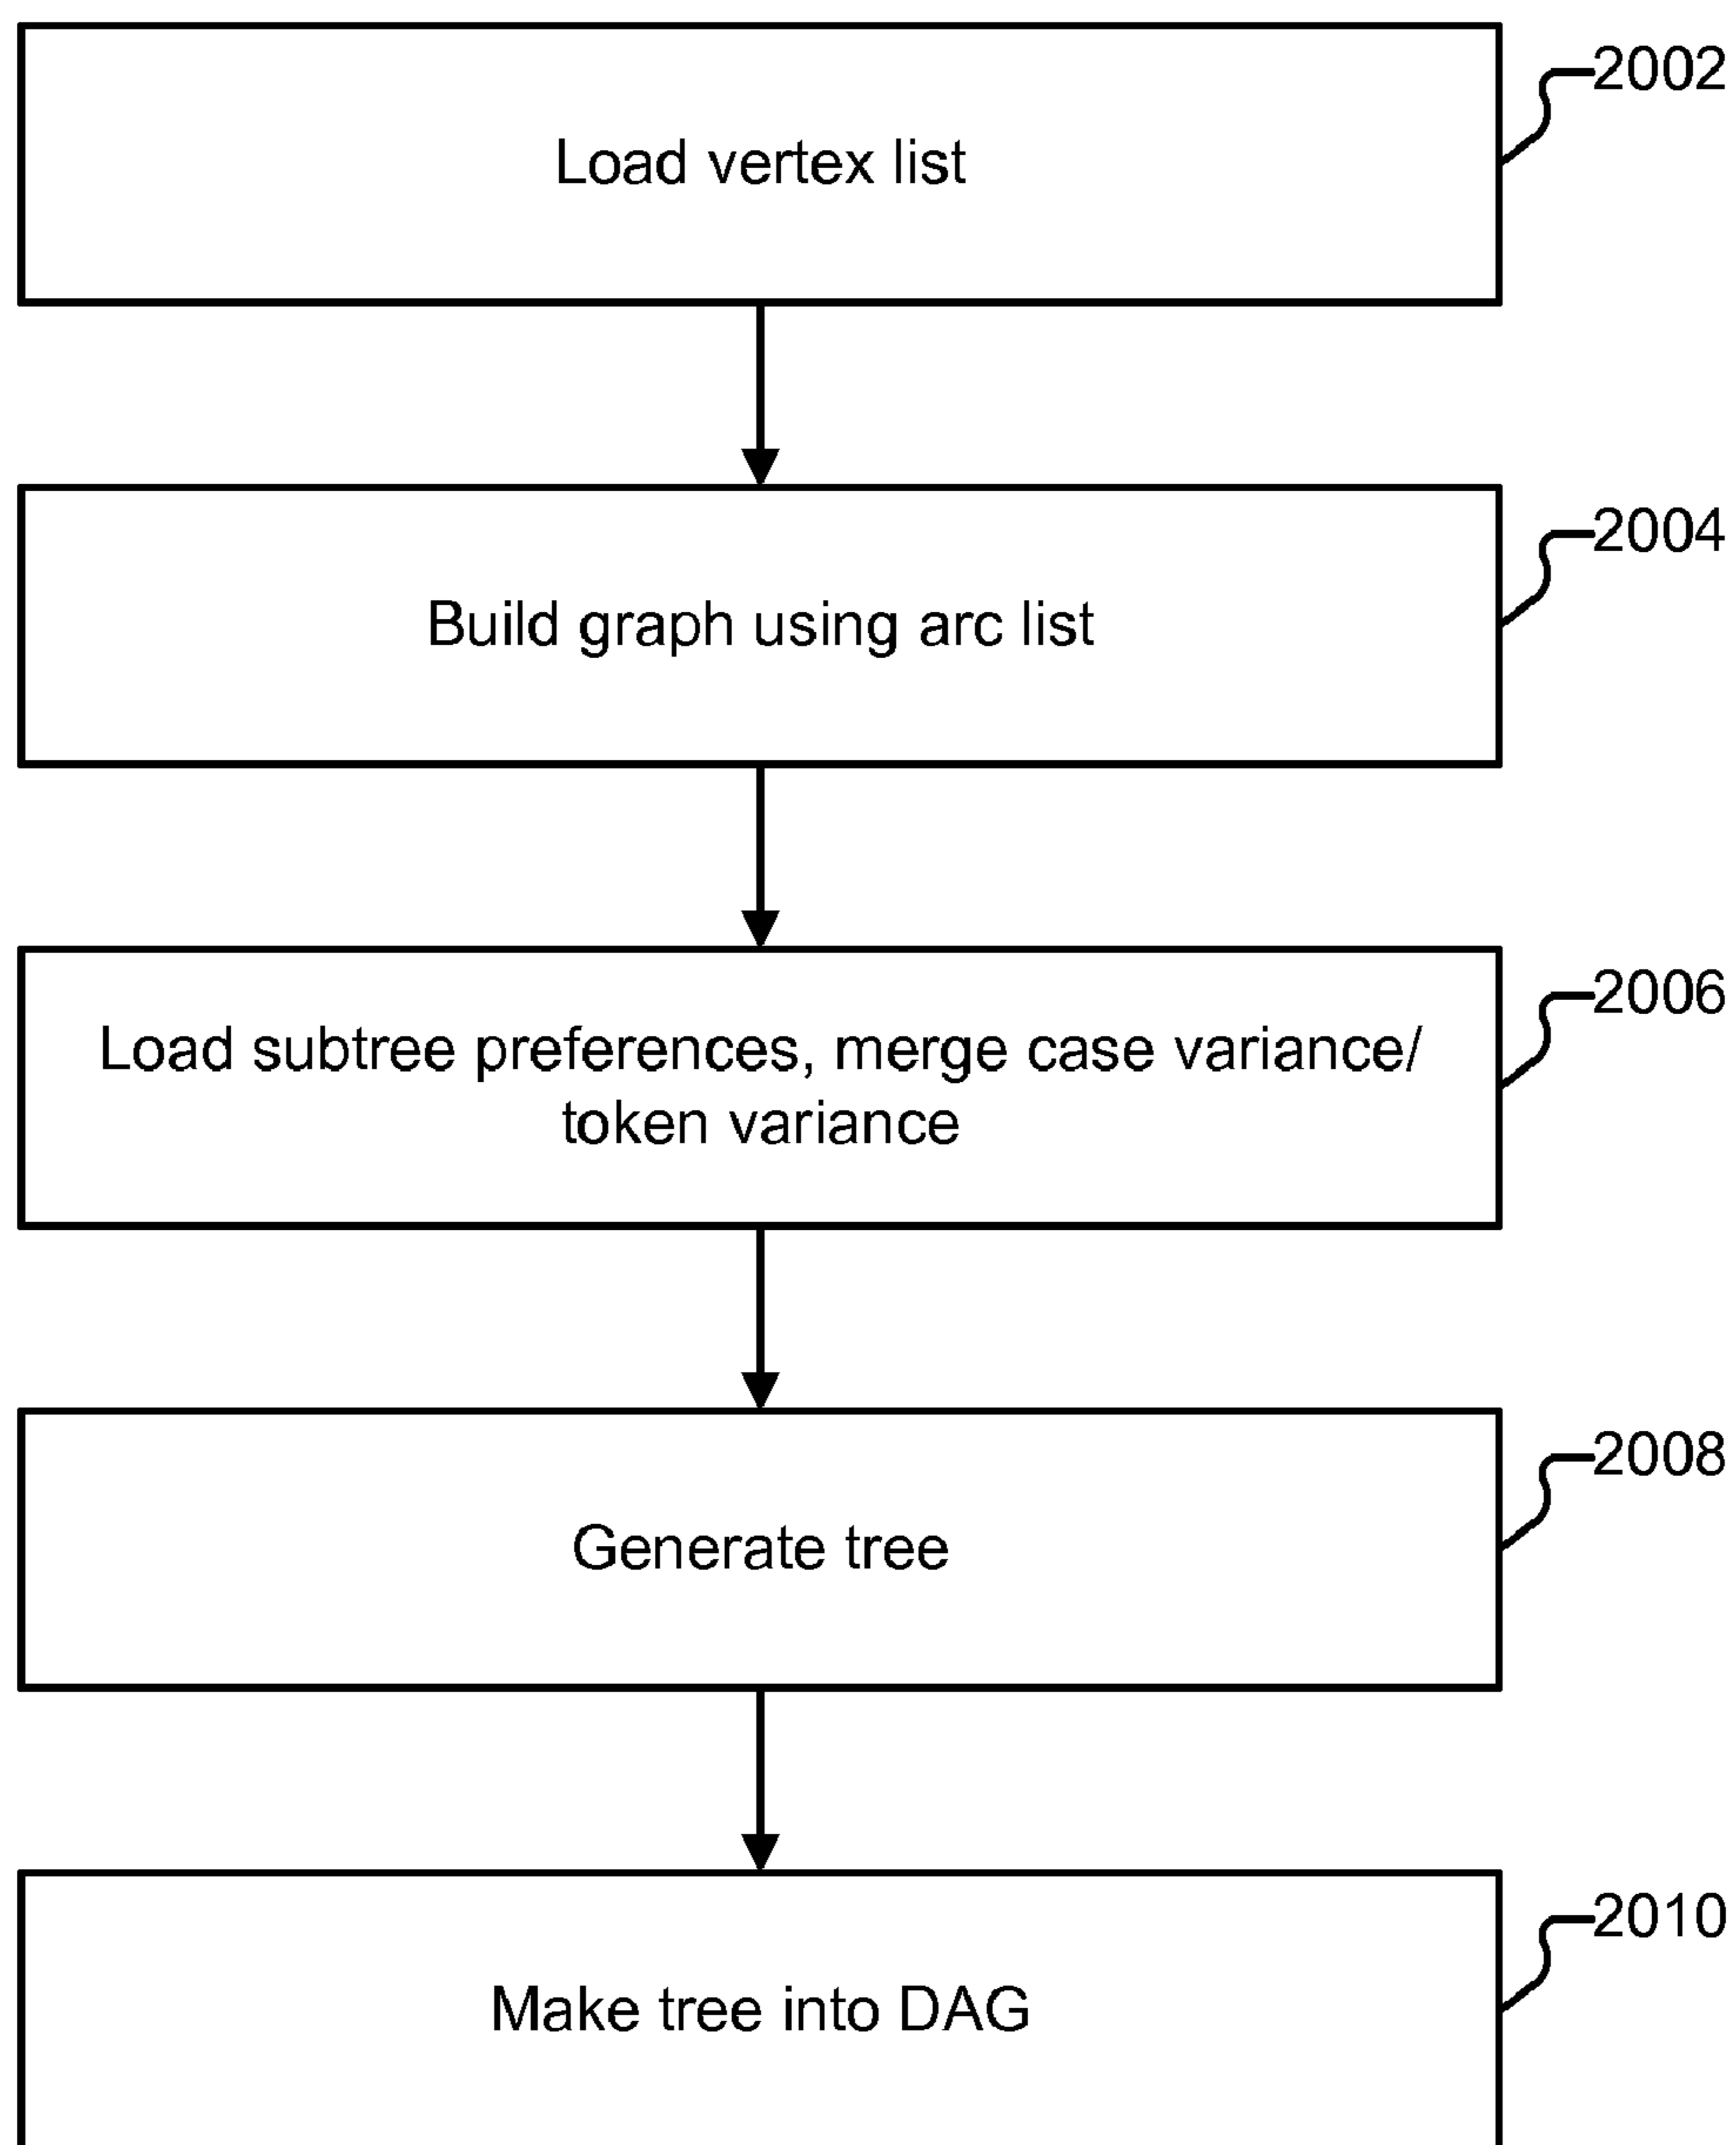 2002
Load vertex list
2004
Build graph using arc list
2006
Load subtree preferences, merge case variance/
token variance
2008
Generate tree
2010
Make tree into DAG